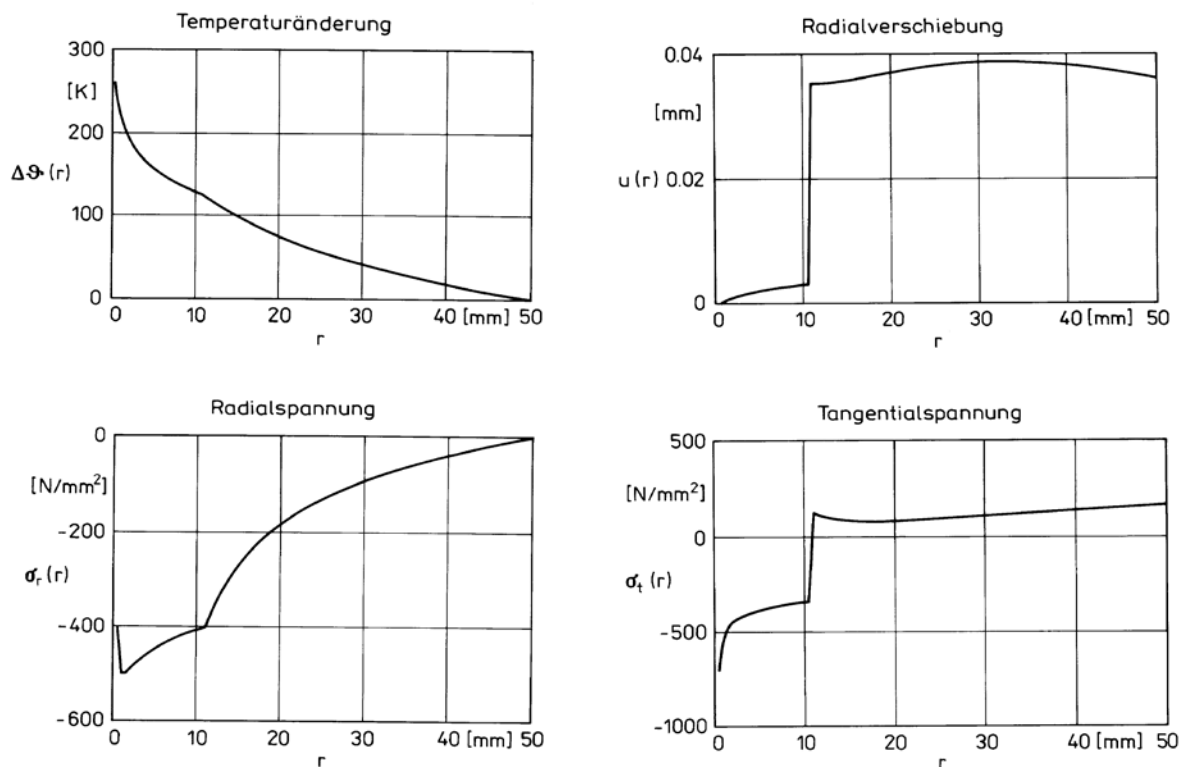 Temperaturänderung
300
[K]
200
Δϑ(r)
100
0
0 10 20 30 40 [mm] 50
r
Radialverschiebung
0.04
[mm]
u(r) 0.02
0
0 10 20 30 40 [mm] 50
r
Radialspannung
0
[N/mm²]
-200
σr(r)
-400
-600
0 10 20 30 40 [mm] 50
r
Tangentialspannung
500
[N/mm²]
0
σt(r)
-500
-1000
0 10 20 30 40 [mm] 50
r